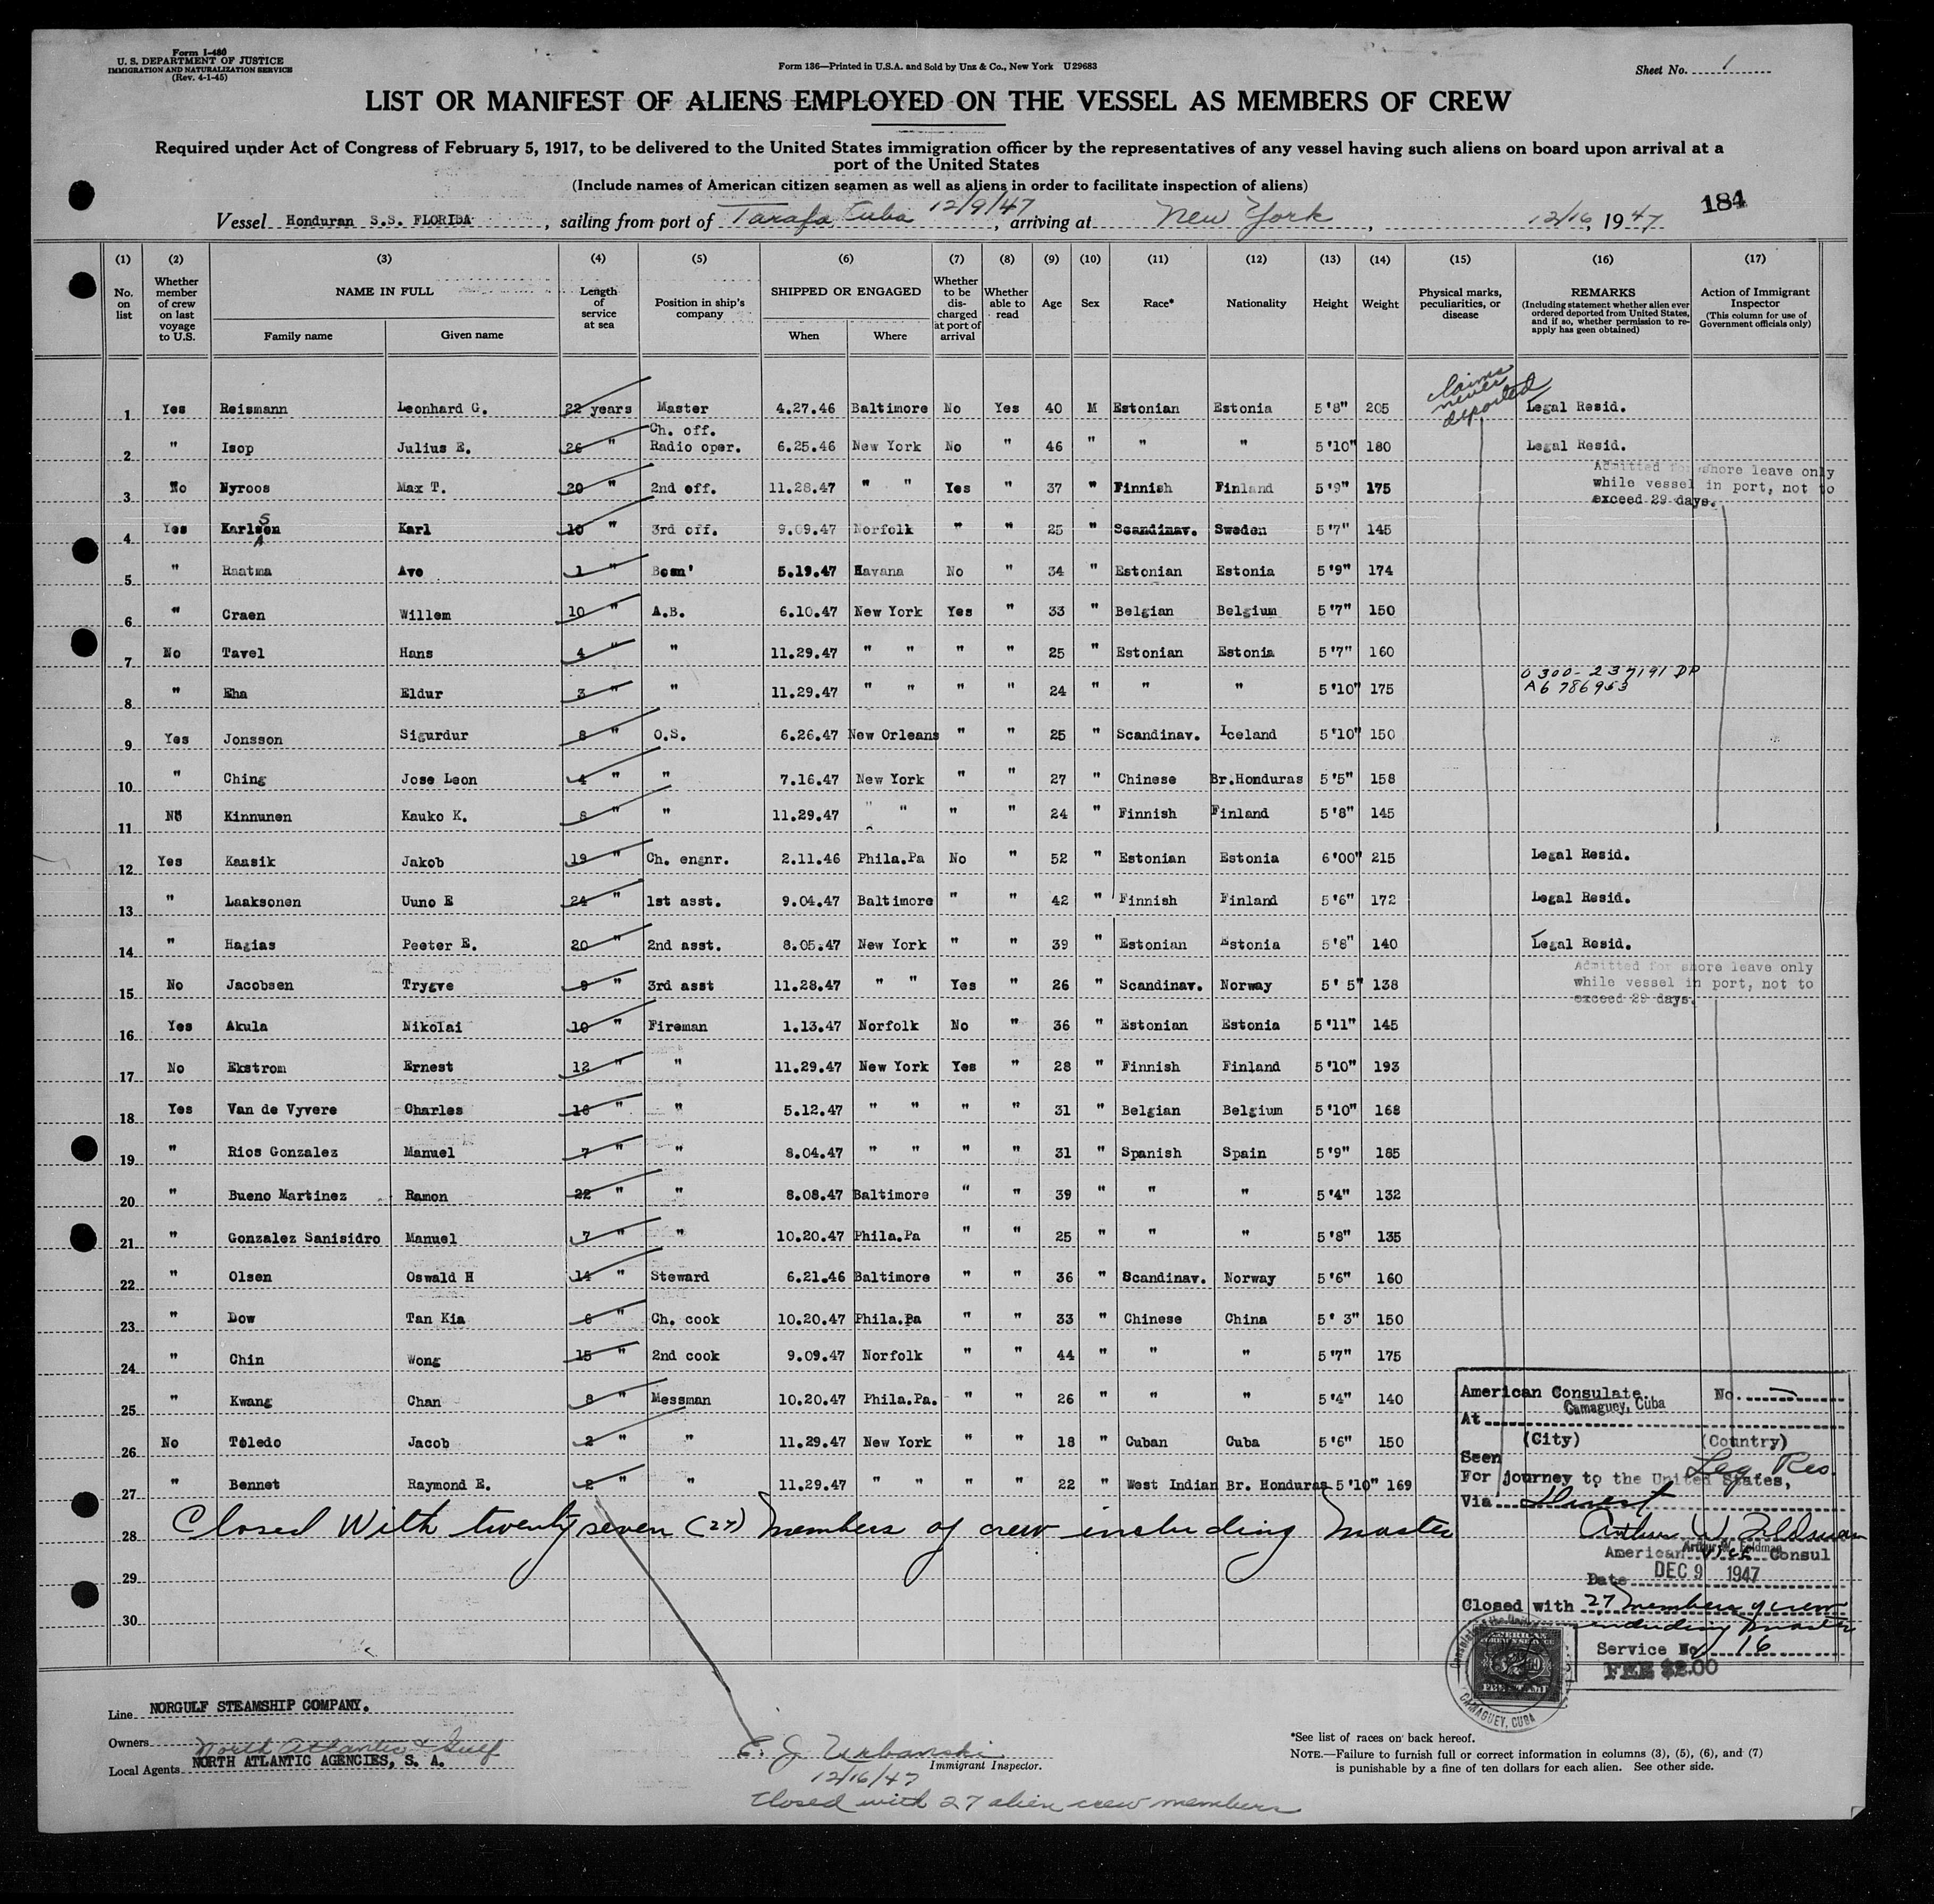 Form I-480
U. S. DEPARTMENT OF JUSTICE
IMMIGRATION AND NATURALIZATION SERVICE
(Rev. 4-1-45)
Form 136—Printed in U.S.A. and Sold by Unz & Co., New York U29683
Sheet No. 1
LIST OR MANIFEST OF ALIENS EMPLOYED ON THE VESSEL AS MEMBERS OF CREW
Required under Act of Congress of February 5, 1917, to be delivered to the United States immigration officer by the representatives of any vessel having such aliens on board upon arrival at a
port of the United States
(Include names of American citizen seamen as well as aliens in order to facilitate inspection of aliens)
184
Vessel Honduran S.S. FLORIDA, sailing from port of Tarafa Cuba 12/9/47, arriving at New York, 12/16, 1947
(1) (2) (3) (4) (5) (6) (7) (8) (9) (10) (11) (12) (13) (14) (15) (16) (17)
No. on list
Whether member of crew on last voyage to U.S.
NAME IN FULL
Family name
Given name
Length of service at sea
Position in ship's company
SHIPPED OR ENGAGED
When
Where
Whether to be discharged at port of arrival
Whether able to read
Age
Sex
Race*
Nationality
Height
Weight
Physical marks, peculiarities, or disease
REMARKS
(Including statement whether alien ever ordered deported from United States, and if so, whether permission to re-apply has geen obtained)
Action of Immigrant Inspector
(This column for use of Government officials only)
claims never deported
1 Yes Reismann Leonhard G. 22 years Master 4.27.46 Baltimore No Yes 40 M Estonian Estonia 5'8" 205 Legal Resid.
2 " Isop Julius E. 26 " Ch. off. Radio oper. 6.25.46 New York No " 46 " " " 5'10" 180 Legal Resid.
Admitted for shore leave only
while vessel in port, not to
exceed 29 days.
3 No Nyroos Max T. 20 " 2nd off. 11.28.47 " " Yes " 37 " Finnish Finland 5'9" 175
4 Yes Karlson Karl 10 " 3rd off. 9.09.47 Norfolk " " 25 " Scandinav. Sweden 5'7" 145
5 " Raatma Avo 1 " Bosn' 5.19.47 Havana No " 34 " Estonian Estonia 5'9" 174
6 " Craen Willem 10 " A.B. 6.10.47 New York Yes " 33 " Belgian Belgium 5'7" 150
7 No Tavel Hans 4 " " 11.29.47 " " " " 25 " Estonian Estonia 5'7" 160
8 " Eha Eldur 3 " " 11.29.47 " " " " 24 " " " 5'10" 175 0300-237191 DP
A6 786953
9 Yes Jonsson Sigurdur 8 " O.S. 6.26.47 New Orleans " " 25 " Scandinav. Iceland 5'10" 150
10 " Ching Jose Leon 4 " " 7.16.47 New York " " 27 " Chinese Br.Honduras 5'5" 158
11 No Kinnunen Kauko K. 8 " " 11.29.47 " " " " 24 " Finnish Finland 5'8" 145
12 Yes Kaasik Jakob 19 " Ch. engnr. 2.11.46 Phila.Pa No " 52 " Estonian Estonia 6'00" 215 Legal Resid.
13 " Laaksonen Uuno E 24 " 1st asst. 9.04.47 Baltimore " " 42 " Finnish Finland 5'6" 172 Legal Resid.
14 " Hagias Peeter E. 20 " 2nd asst. 8.05.47 New York " " 39 " Estonian Estonia 5'8" 140 Legal Resid.
Admitted for shore leave only
while vessel in port, not to
exceed 29 days.
15 No Jacobsen Trygve 9 " 3rd asst 11.28.47 " " Yes " 26 " Scandinav. Norway 5' 5" 138
16 Yes Akula Nikolai 10 " Fireman 1.13.47 Norfolk No " 36 " Estonian Estonia 5'11" 145
17 No Ekstrom Ernest 12 " " 11.29.47 New York Yes " 28 " Finnish Finland 5'10" 193
18 Yes Van de Vyvere Charles 16 " " 5.12.47 " " " " 31 " Belgian Belgium 5'10" 168
19 " Rios Gonzalez Manuel 7 " " 8.04.47 " " " " 31 " Spanish Spain 5'9" 185
20 " Bueno Martinez Ramon 22 " " 8.08.47 Baltimore " " 39 " " " 5'4" 132
21 " Gonzalez Sanisidro Manuel 7 " " 10.20.47 Phila.Pa " " 25 " " " 5'8" 135
22 " Olsen Oswald H 14 " Steward 6.21.46 Baltimore " " 36 " Scandinav. Norway 5'6" 160
23 " Dow Tan Kia 6 " Ch. cook 10.20.47 Phila.Pa " " 33 " Chinese China 5' 3" 150
24 " Chin Wong 15 " 2nd cook 9.09.47 Norfolk " " 44 " " " 5'7" 175
25 " Kwang Chan 8 " Messman 10.20.47 Phila.Pa. " " 26 " " " 5'4" 140
26 No Toledo Jacob 2 " " 11.29.47 New York " " 18 " Cuban Cuba 5'6" 150
27 " Bennet Raymond E. 2 " " 11.29.47 " " " " 22 " West Indian Br. Honduras 5'10" 169
28 Closed With twenty seven (27) Members of crew including Master
29
30
American Consulate. No. —
At Camaguey, Cuba
(City) (Country)
Seen Leg Res.
For journey to the United States,
Via Direct
Arthur W Feldman
Arthur W. Feldman
American Vice Consul
Date DEC 9 1947
Closed with 27 members of crew
including master
Service No 16
FEE $2.00
AMERICAN
FOREIGN SERVICE
CAMAGUEY, CUBA
Line NORGULF STEAMSHIP COMPANY.
Owners North Atlantic & Gulf
Local Agents NORTH ATLANTIC AGENCIES, S. A.
E. J. Urbanski
Immigrant Inspector.
12/16/47
Closed with 27 alien crew members
*See list of races on back hereof.
NOTE.—Failure to furnish full or correct information in columns (3), (5), (6), and (7)
is punishable by a fine of ten dollars for each alien. See other side.